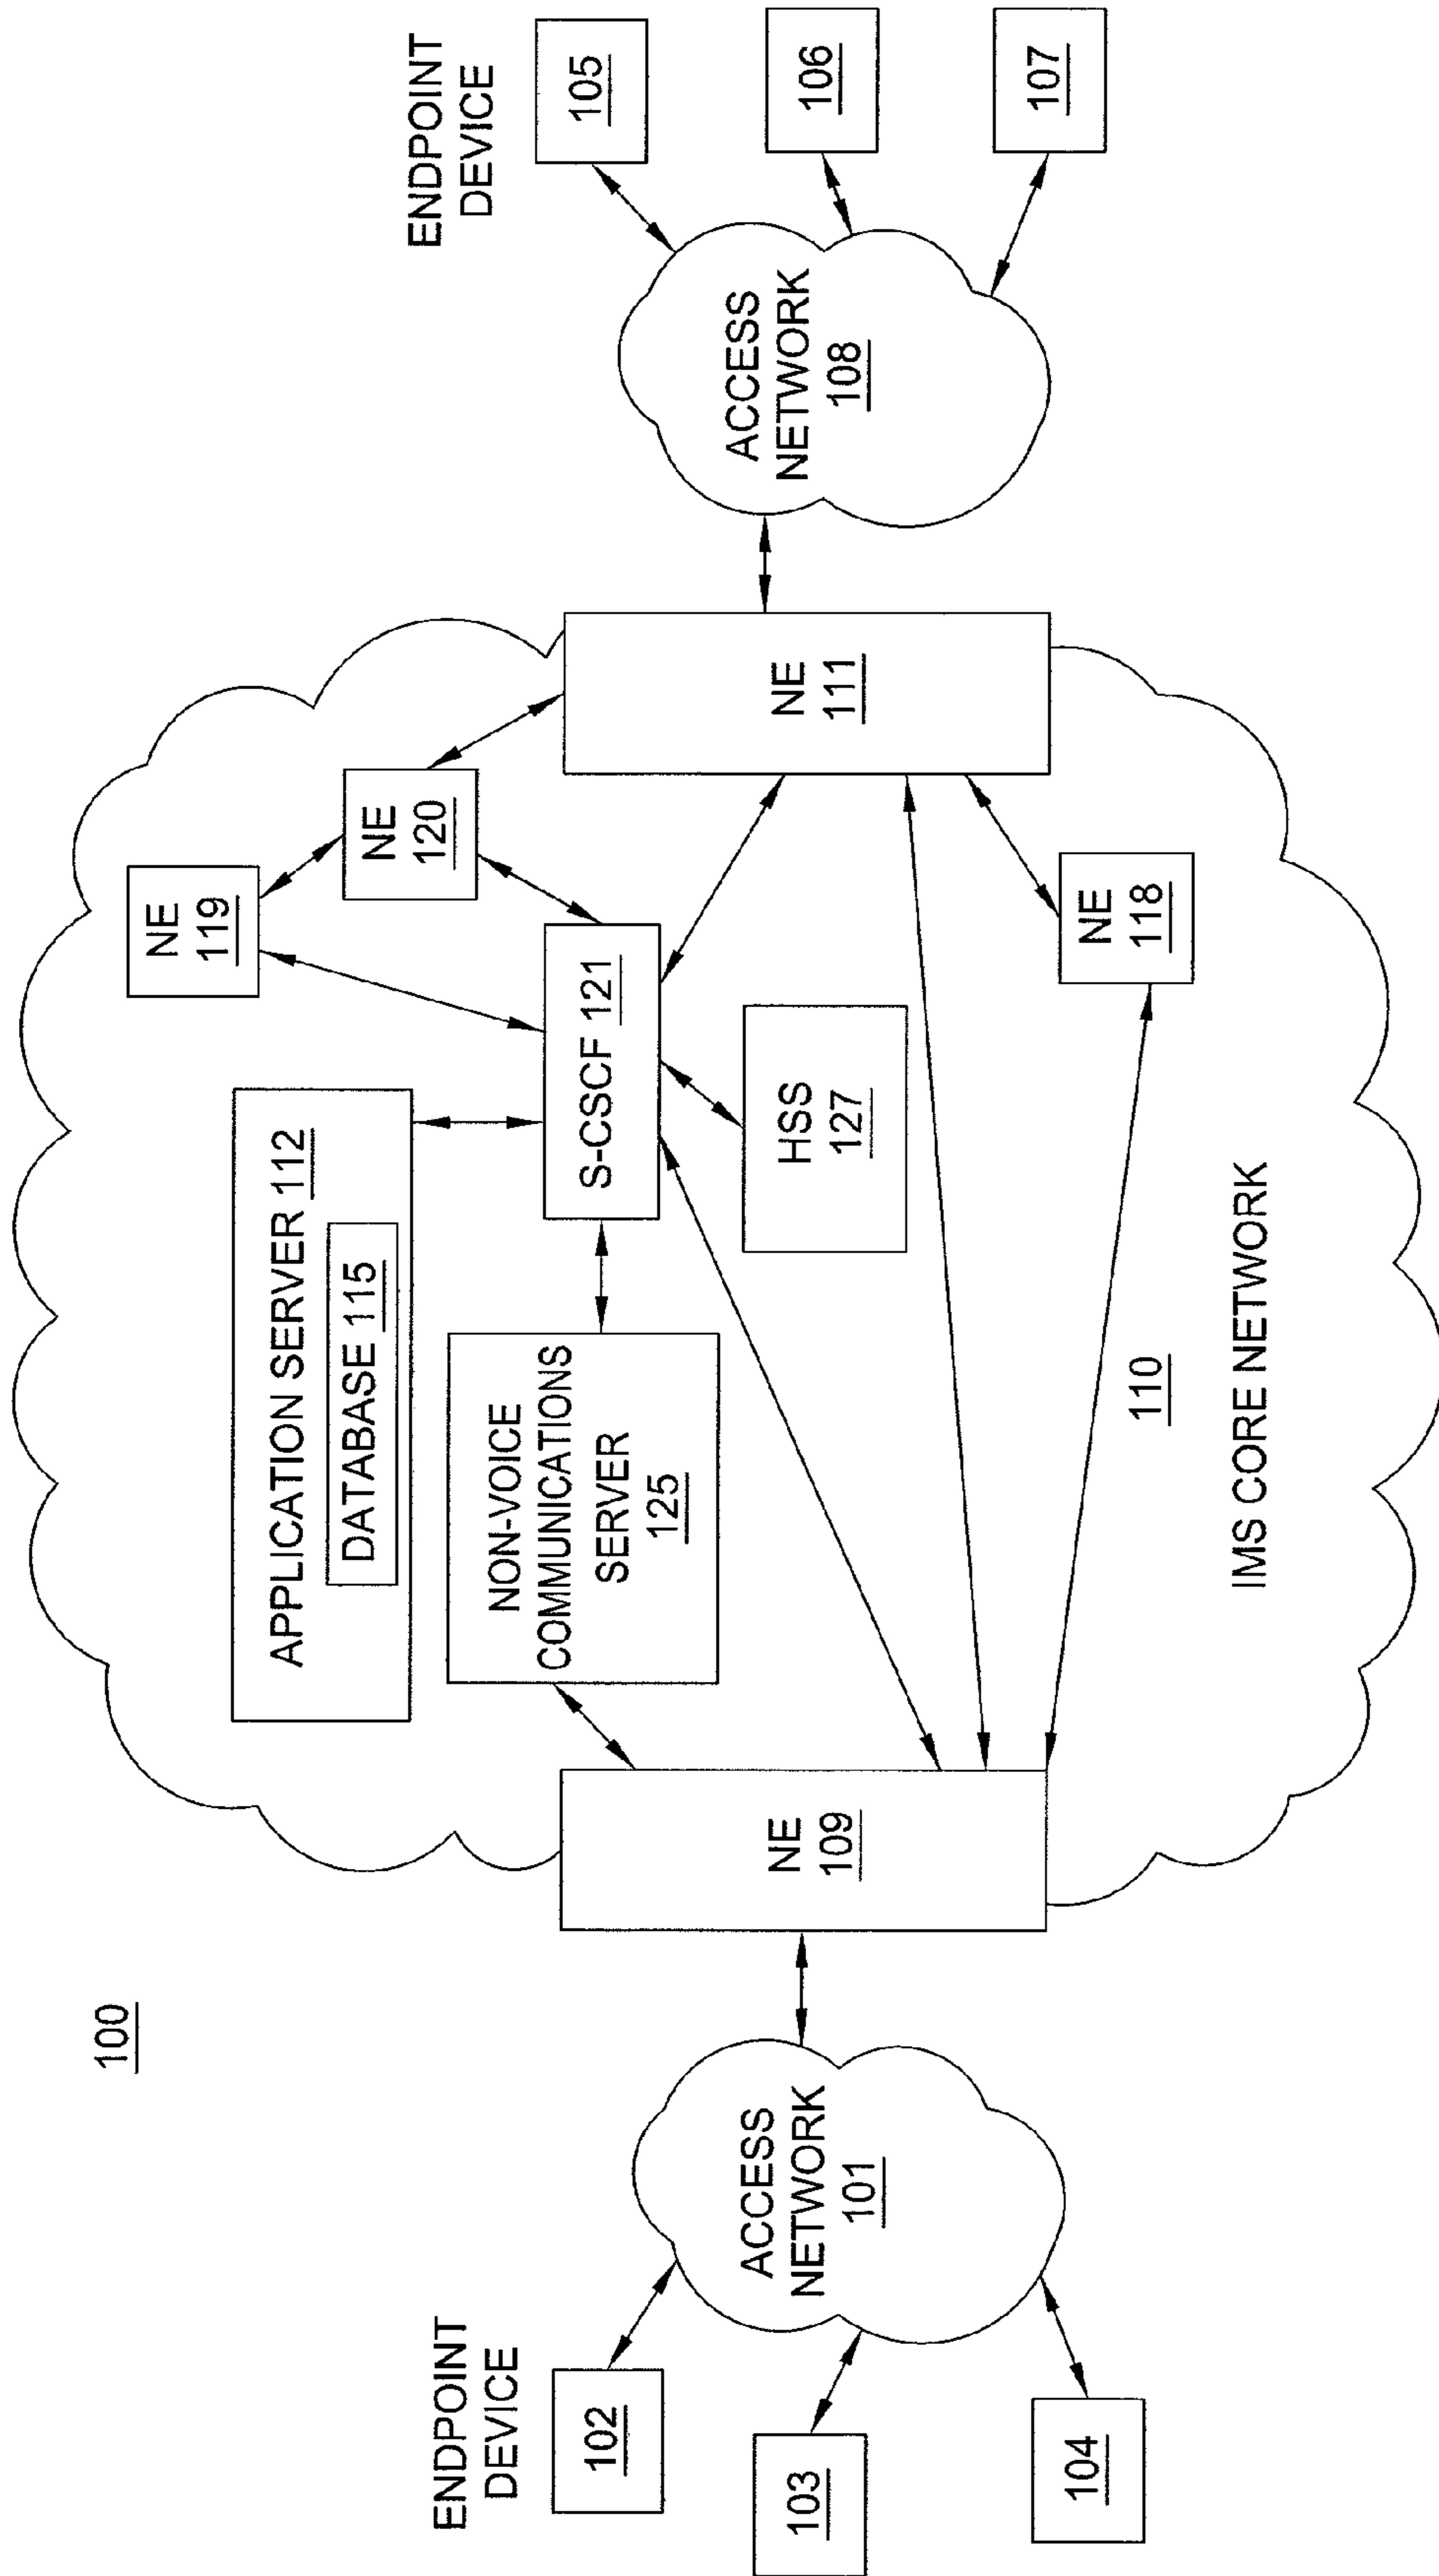 100
ENDPOINT
DEVICE
102
103
104
ACCESS
NETWORK
101
NE
109
APPLICATION SERVER 112
DATABASE 115
NON-VOICE
COMMUNICATIONS
SERVER
125
S-CSCF 121
HSS
127
NE
119
NE
120
NE
111
NE
118
110
IMS CORE NETWORK
ACCESS
NETWORK
108
ENDPOINT
DEVICE
105
106
107